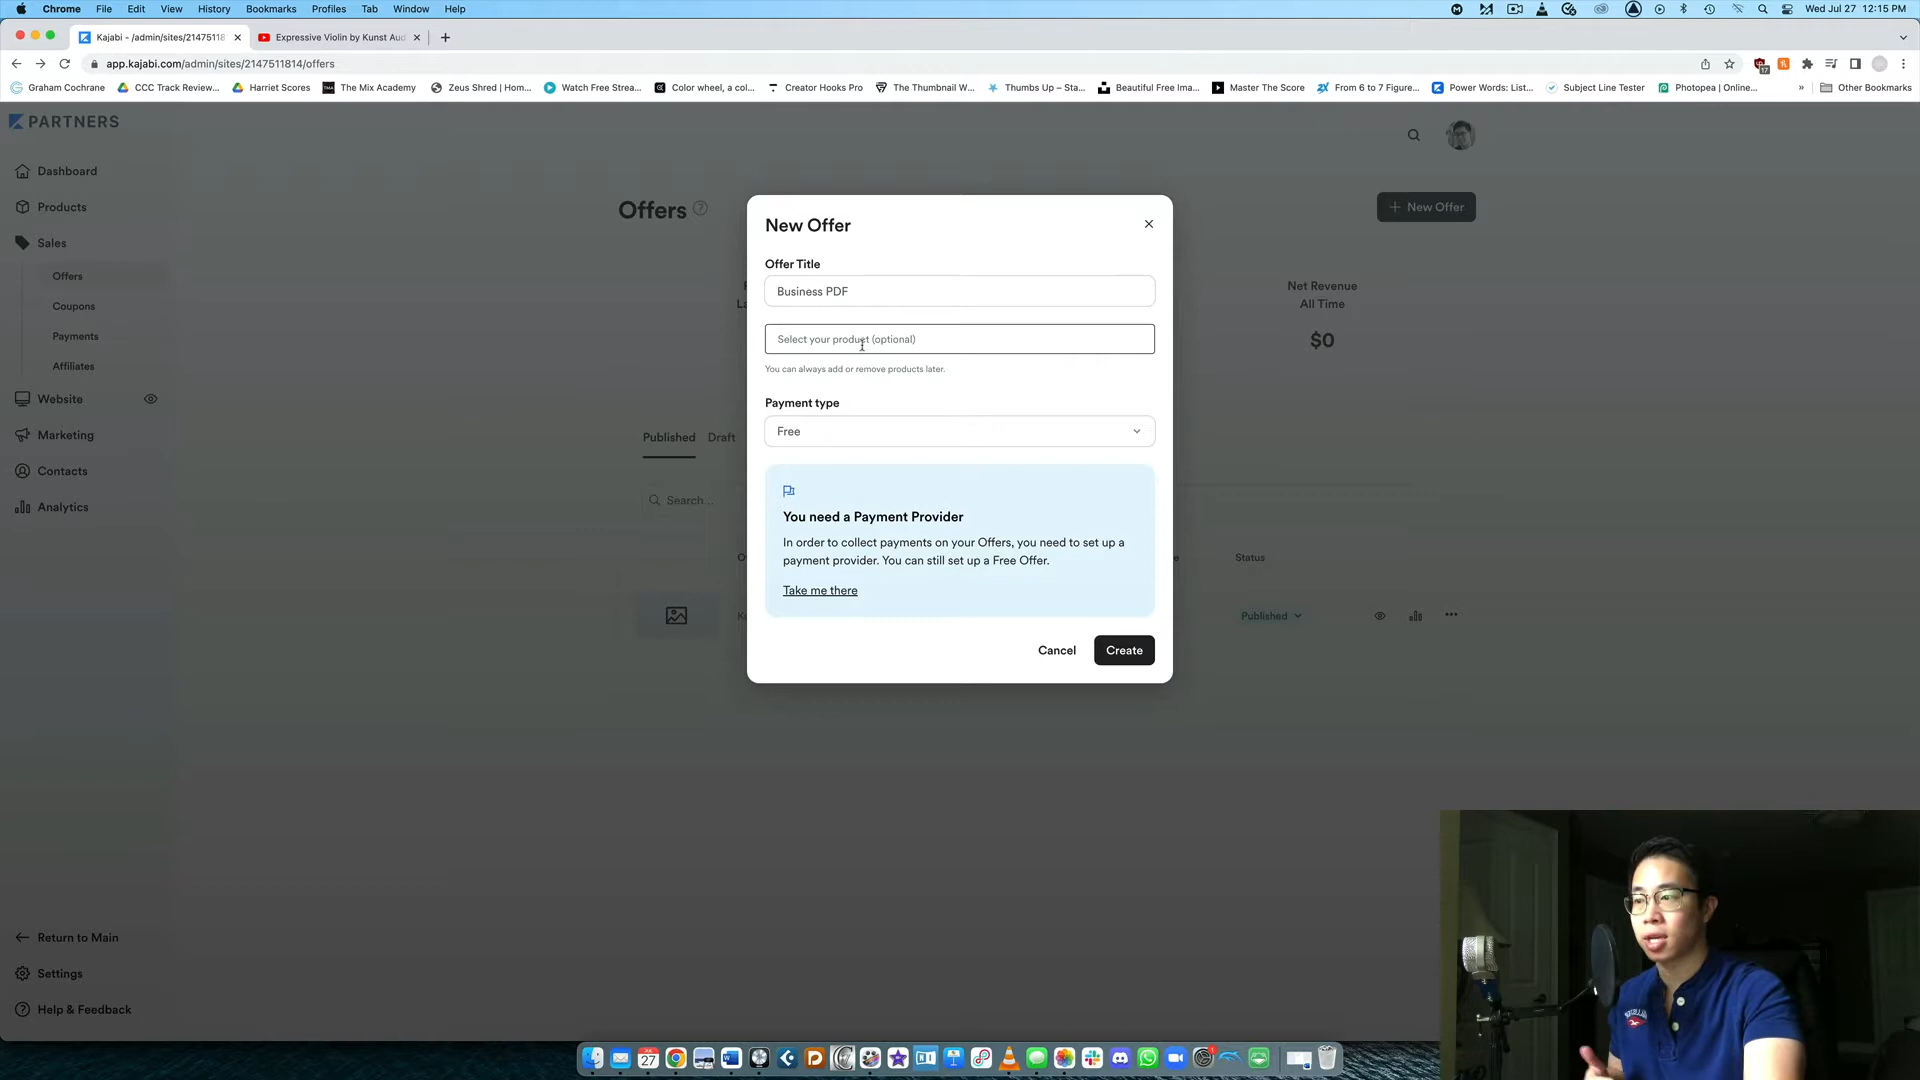 Chrome File Edit View History Bookmarks Profiles Tab Window Help
Wed Jul 27 12:15 PM
Kajabi - /admin/sites/21475118
Expressive Violin by Kunst Aud
app.kajabi.com/admin/sites/2147511814/offers
Graham Cochrane
CCC Track Review...
Harriet Scores
The Mix Academy
Zeus Shred | Hom...
Watch Free Strea...
Color wheel, a col...
Creator Hooks Pro
The Thumbnail W...
Thumbs Up – Sta...
Beautiful Free Ima...
Master The Score
From 6 to 7 Figure...
Power Words: List...
Subject Line Tester
Photopea | Online...
Other Bookmarks
PARTNERS
Dashboard
Products
Sales
Offers
Coupons
Payments
Affiliates
Website
Marketing
Contacts
Analytics
Return to Main
Settings
Help & Feedback
Offers
+ New Offer
Net Revenue
All Time
$0
Published
Draft
Search...
Status
Published
New Offer
Offer Title
Business PDF
Select your product (optional)
You can always add or remove products later.
Payment type
Free
You need a Payment Provider
In order to collect payments on your Offers, you need to set up a
payment provider. You can still set up a Free Offer.
Take me there
Cancel
Create